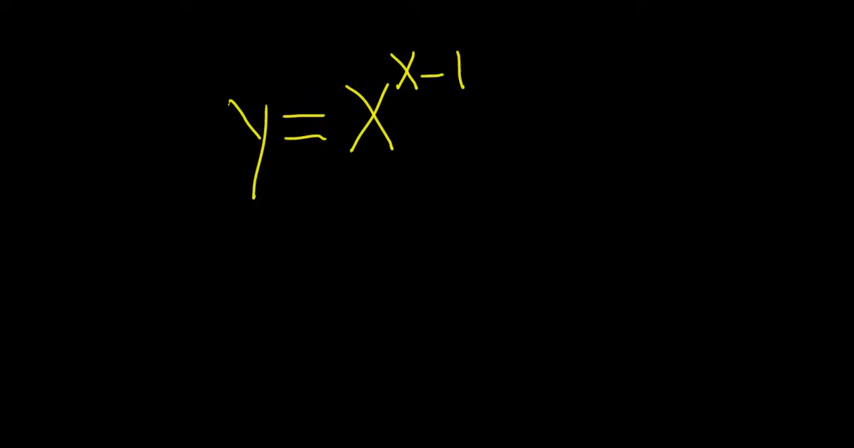 y = x^{x-1}